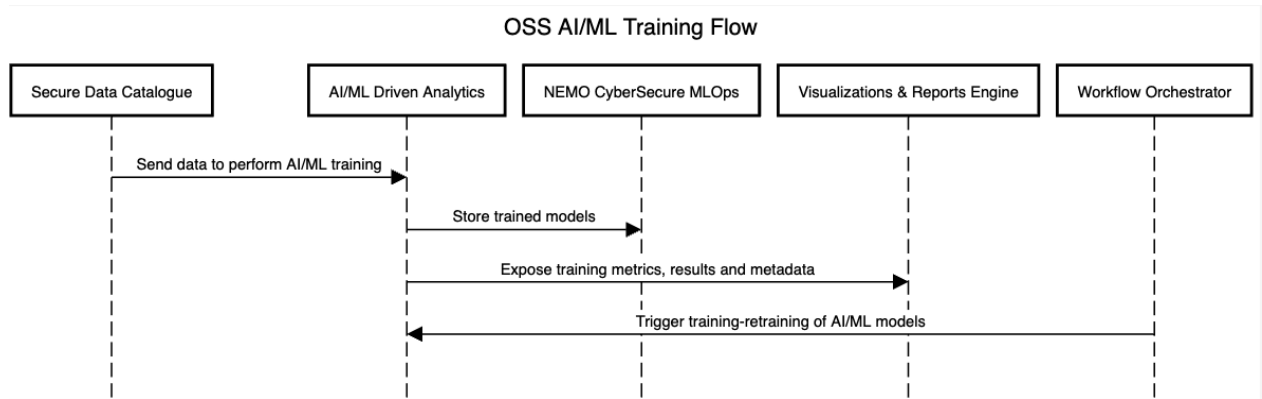 OSS AI/ML Training Flow
Secure Data Catalogue
AI/ML Driven Analytics
NEMO CyberSecure MLOps
Visualizations & Reports Engine
Workflow Orchestrator
Send data to perform AI/ML training
Store trained models
Expose training metrics, results and metadata
Trigger training-retraining of AI/ML models